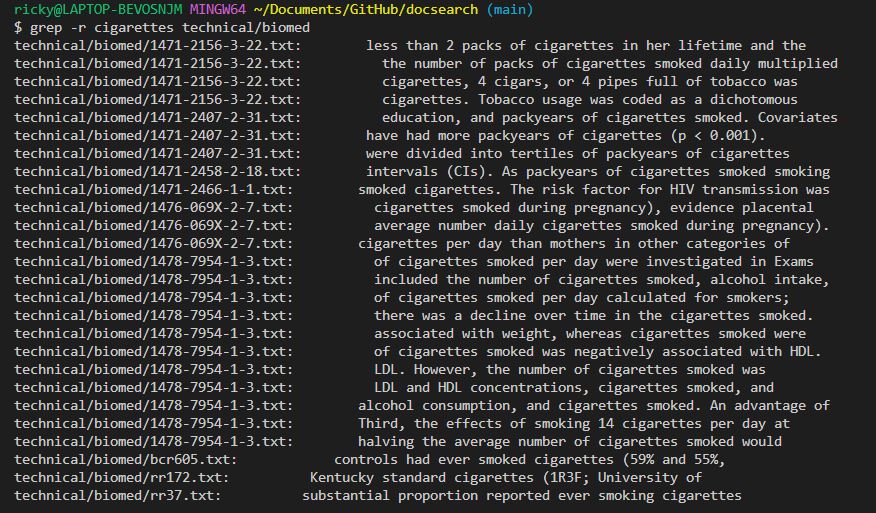 ricky@LAPTOP-BEVOSNJM MINGW64 ~/Documents/GitHub/docsearch (main)
$ grep -r cigarettes technical/biomed
technical/biomed/1471-2156-3-22.txt:        less than 2 packs of cigarettes in her lifetime and the
technical/biomed/1471-2156-3-22.txt:          the number of packs of cigarettes smoked daily multiplied
technical/biomed/1471-2156-3-22.txt:          cigarettes, 4 cigars, or 4 pipes full of tobacco was
technical/biomed/1471-2156-3-22.txt:          cigarettes. Tobacco usage was coded as a dichotomous
technical/biomed/1471-2407-2-31.txt:          education, and packyears of cigarettes smoked. Covariates
technical/biomed/1471-2407-2-31.txt:        have had more packyears of cigarettes (p < 0.001).
technical/biomed/1471-2407-2-31.txt:        were divided into tertiles of packyears of cigarettes
technical/biomed/1471-2458-2-18.txt:        intervals (CIs). As packyears of cigarettes smoked smoking
technical/biomed/1471-2466-1-1.txt:        smoked cigarettes. The risk factor for HIV transmission was
technical/biomed/1476-069X-2-7.txt:          cigarettes smoked during pregnancy), evidence placental
technical/biomed/1476-069X-2-7.txt:          average number daily cigarettes smoked during pregnancy).
technical/biomed/1476-069X-2-7.txt:        cigarettes per day than mothers in other categories of
technical/biomed/1478-7954-1-3.txt:          of cigarettes smoked per day were investigated in Exams
technical/biomed/1478-7954-1-3.txt:          included the number of cigarettes smoked, alcohol intake,
technical/biomed/1478-7954-1-3.txt:          of cigarettes smoked per day calculated for smokers;
technical/biomed/1478-7954-1-3.txt:          there was a decline over time in the cigarettes smoked.
technical/biomed/1478-7954-1-3.txt:          associated with weight, whereas cigarettes smoked were
technical/biomed/1478-7954-1-3.txt:          of cigarettes smoked was negatively associated with HDL.
technical/biomed/1478-7954-1-3.txt:          LDL. However, the number of cigarettes smoked was
technical/biomed/1478-7954-1-3.txt:          LDL and HDL concentrations, cigarettes smoked, and
technical/biomed/1478-7954-1-3.txt:        alcohol consumption, and cigarettes smoked. An advantage of
technical/biomed/1478-7954-1-3.txt:        Third, the effects of smoking 14 cigarettes per day at
technical/biomed/1478-7954-1-3.txt:        halving the average number of cigarettes smoked would
technical/biomed/bcr605.txt:            controls had ever smoked cigarettes (59% and 55%,
technical/biomed/rr172.txt:          Kentucky standard cigarettes (1R3F; University of
technical/biomed/rr37.txt:          substantial proportion reported ever smoking cigarettes